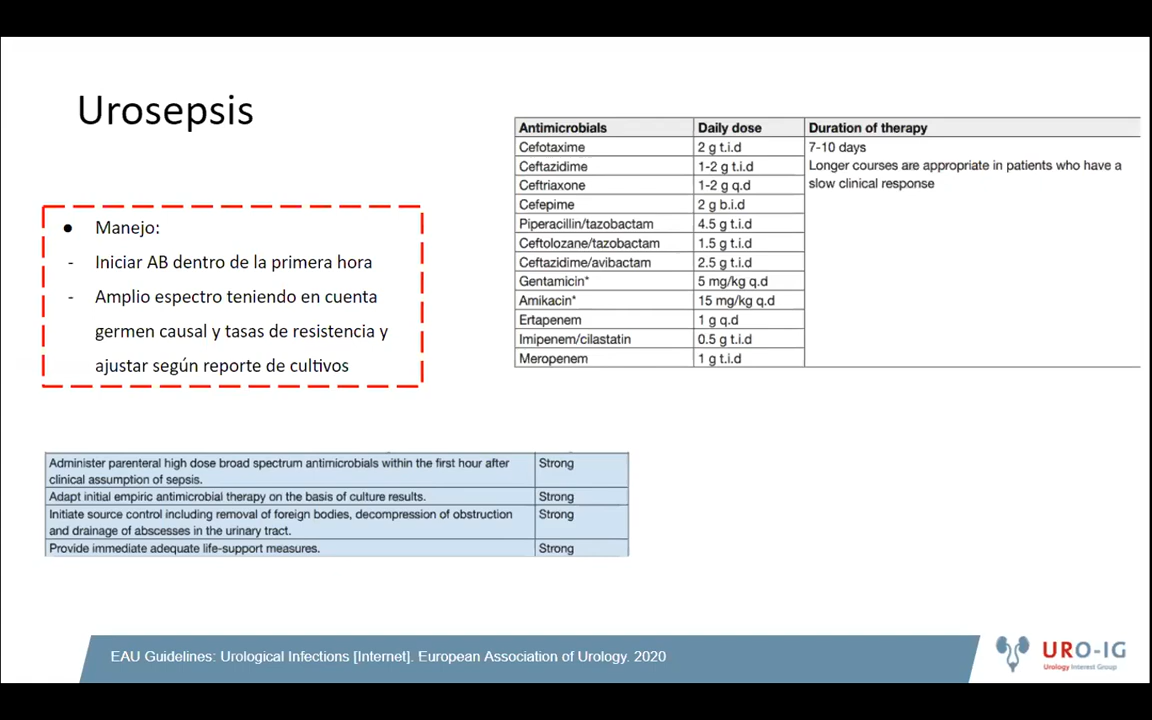 Urosepsis
● Manejo:
- Iniciar AB dentro de la primera hora
- Amplio espectro teniendo en cuenta
germen causal y tasas de resistencia y
ajustar según reporte de cultivos
Antimicrobials Daily dose Duration of therapy
Cefotaxime 2 g t.i.d 7-10 days
Ceftazidime 1-2 g t.i.d Longer courses are appropriate in patients who have a
Ceftriaxone 1-2 g q.d slow clinical response
Cefepime 2 g b.i.d
Piperacillin/tazobactam 4.5 g t.i.d
Ceftolozane/tazobactam 1.5 g t.i.d
Ceftazidime/avibactam 2.5 g t.i.d
Gentamicin* 5 mg/kg q.d
Amikacin* 15 mg/kg q.d
Ertapenem 1 g q.d
Imipenem/cilastatin 0.5 g t.i.d
Meropenem 1 g t.i.d
Administer parenteral high dose broad spectrum antimicrobials within the first hour after Strong
clinical assumption of sepsis.
Adapt initial empiric antimicrobial therapy on the basis of culture results. Strong
Initiate source control including removal of foreign bodies, decompression of obstruction Strong
and drainage of abscesses in the urinary tract.
Provide immediate adequate life-support measures. Strong
EAU Guidelines: Urological Infections [Internet]. European Association of Urology. 2020
URO-IG
Urology Interest Group